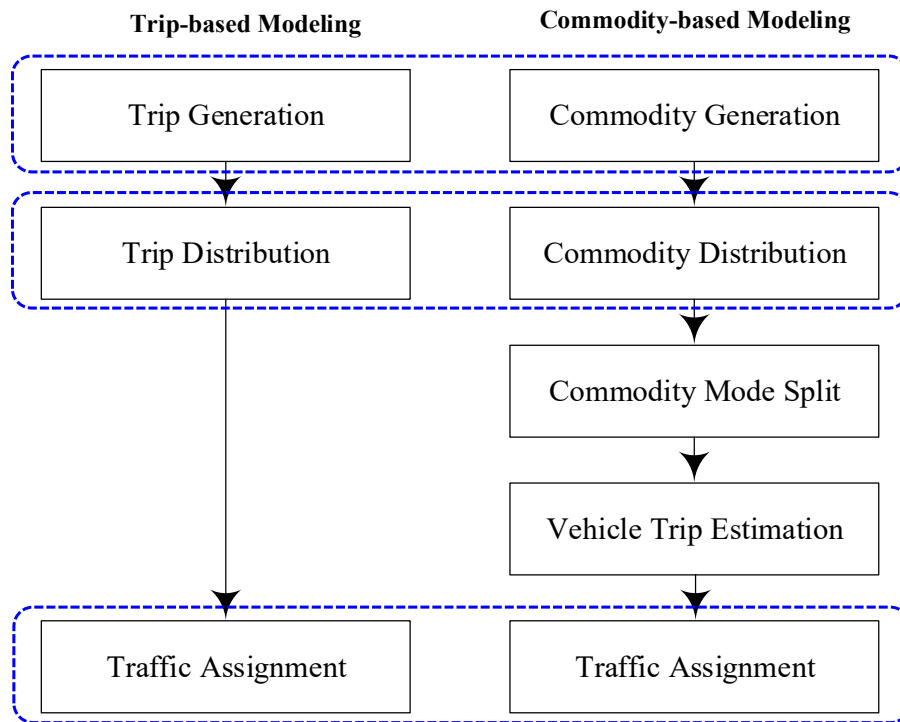 Trip-based Modeling
Commodity-based Modeling
Trip Generation
Commodity Generation
Trip Distribution
Commodity Distribution
Commodity Mode Split
Vehicle Trip Estimation
Traffic Assignment
Traffic Assignment